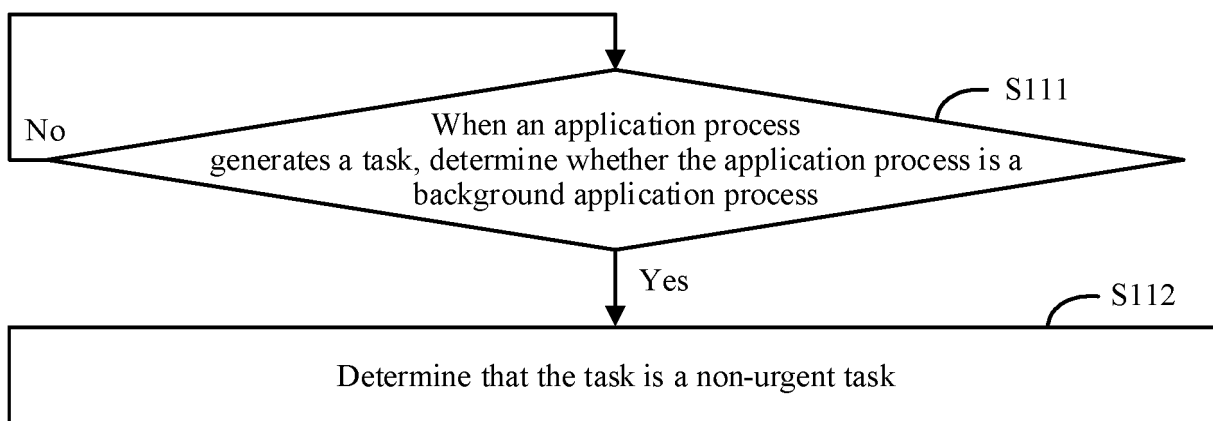 S111
No
When an application process
generates a task, determine whether the application process is a
background application process
Yes
S112
Determine that the task is a non-urgent task